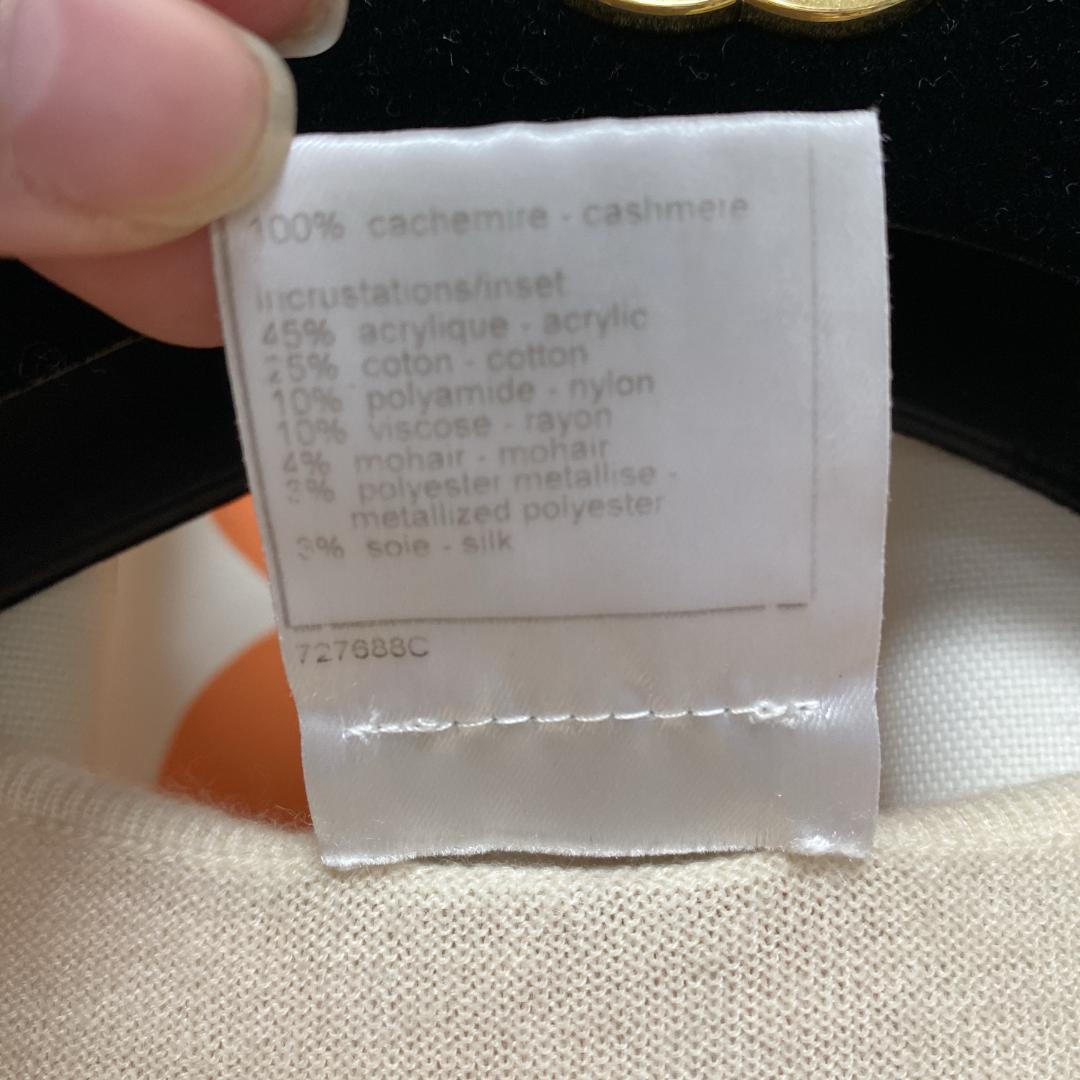 100% cachemire - cashmere
incrustations/inset
45% acrylique - acrylic
25% coton - cotton
10% polyamide - nylon
10% viscose - rayon
4% mohair - mohair
3% polyester metallise -
metallized polyester
3% soie - silk
727688C